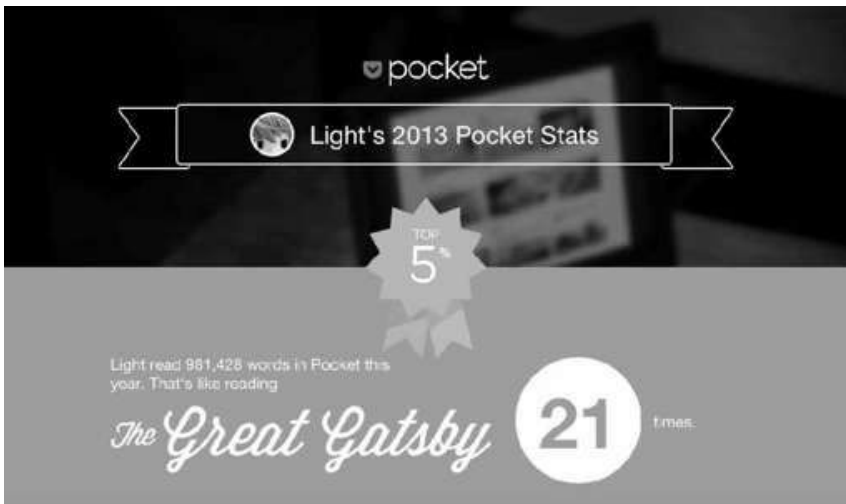 pocket
Light's 2013 Pocket Stats
TOP
5%
Light read 981,428 words in Pocket this
year. That's like reading
The Great Gatsby
21
times.